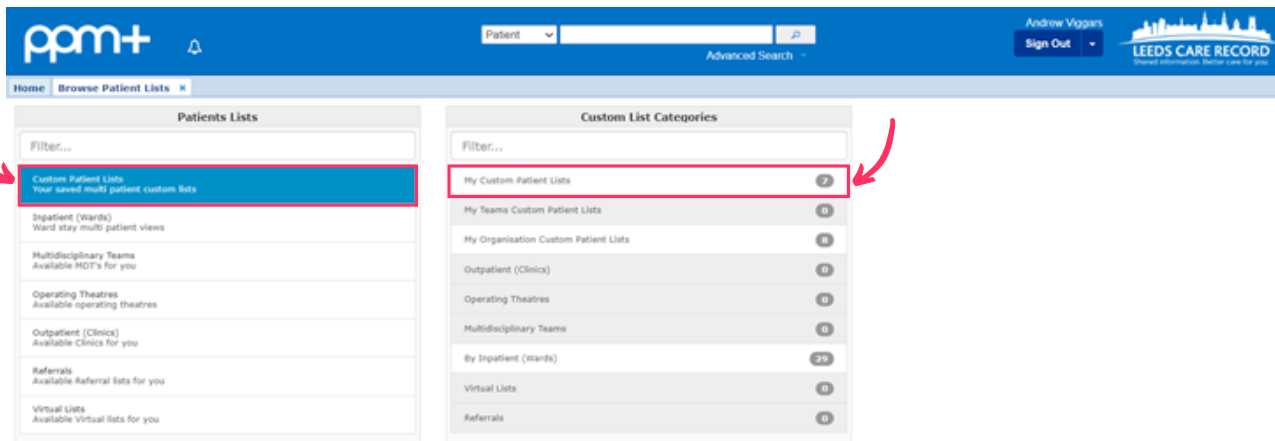 ppm+
Patient
Advanced Search
Andrew Viggars
Sign Out
LEEDS CARE RECORD
Shared information. Better care for you.
Home Browse Patient Lists
Patients Lists
Filter...
Custom Patient Lists
Your saved multi patient custom lists
Inpatient (Wards)
Ward stay multi patient views
Multidisciplinary Teams
Available MDT's for you
Operating Theatres
Available operating theatres
Outpatient (Clinics)
Available Clinics for you
Referrals
Available Referral lists for you
Virtual Lists
Available Virtual lists for you
Custom List Categories
Filter...
My Custom Patient Lists 7
My Teams Custom Patient Lists 0
My Organisation Custom Patient Lists 8
Outpatient (Clinics) 0
Operating Theatres 0
Multidisciplinary Teams 0
By Inpatient (Wards) 29
Virtual Lists 0
Referrals 0